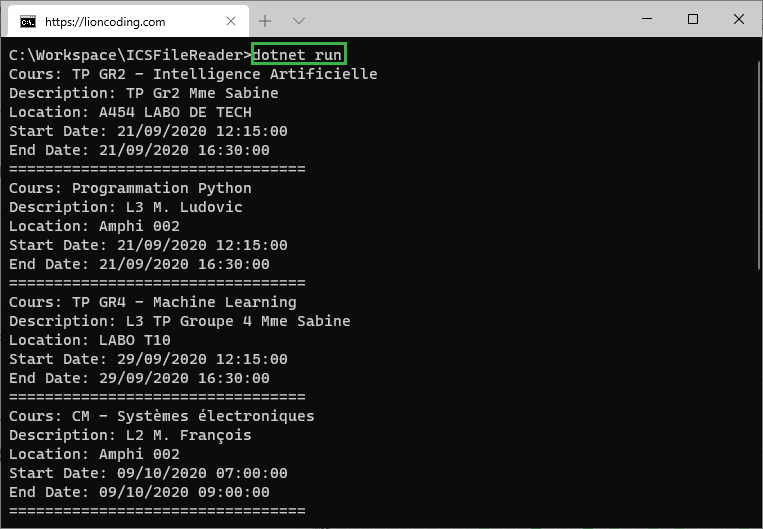 https://lioncoding.com
C:\Workspace\ICSFileReader>dotnet run
Cours: TP GR2 - Intelligence Artificielle
Description: TP Gr2 Mme Sabine
Location: A454 LABO DE TECH
Start Date: 21/09/2020 12:15:00
End Date: 21/09/2020 16:30:00
=================================
Cours: Programmation Python
Description: L3 M. Ludovic
Location: Amphi 002
Start Date: 21/09/2020 12:15:00
End Date: 21/09/2020 16:30:00
=================================
Cours: TP GR4 - Machine Learning
Description: L3 TP Groupe 4 Mme Sabine
Location: LABO T10
Start Date: 29/09/2020 12:15:00
End Date: 29/09/2020 16:30:00
=================================
Cours: CM - Systèmes électroniques
Description: L2 M. François
Location: Amphi 002
Start Date: 09/10/2020 07:00:00
End Date: 09/10/2020 09:00:00
=================================